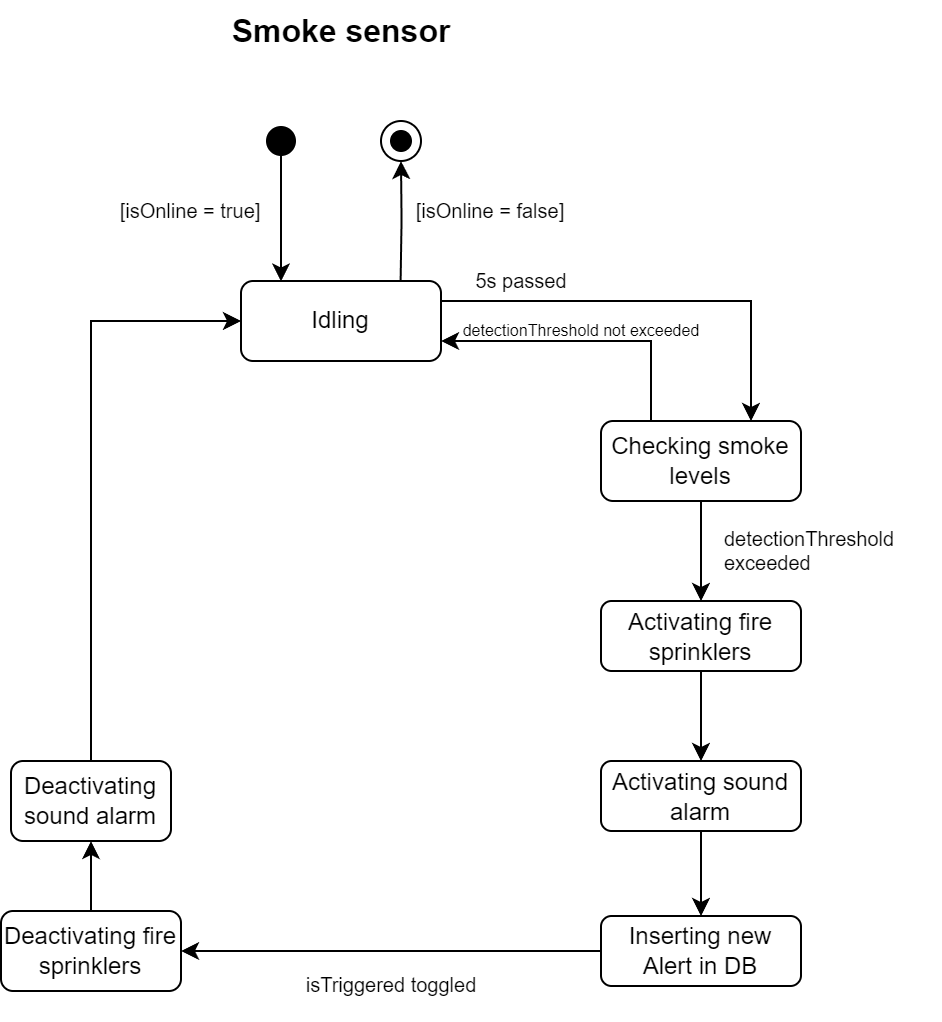 Smoke sensor
[isOnline = true]
[isOnline = false]
5s passed
Idling
detectionThreshold not exceeded
Checking smoke
levels
detectionThreshold
exceeded
Activating fire
sprinklers
Deactivating
sound alarm
Activating sound
alarm
Deactivating fire
sprinklers
Inserting new
Alert in DB
isTriggered toggled